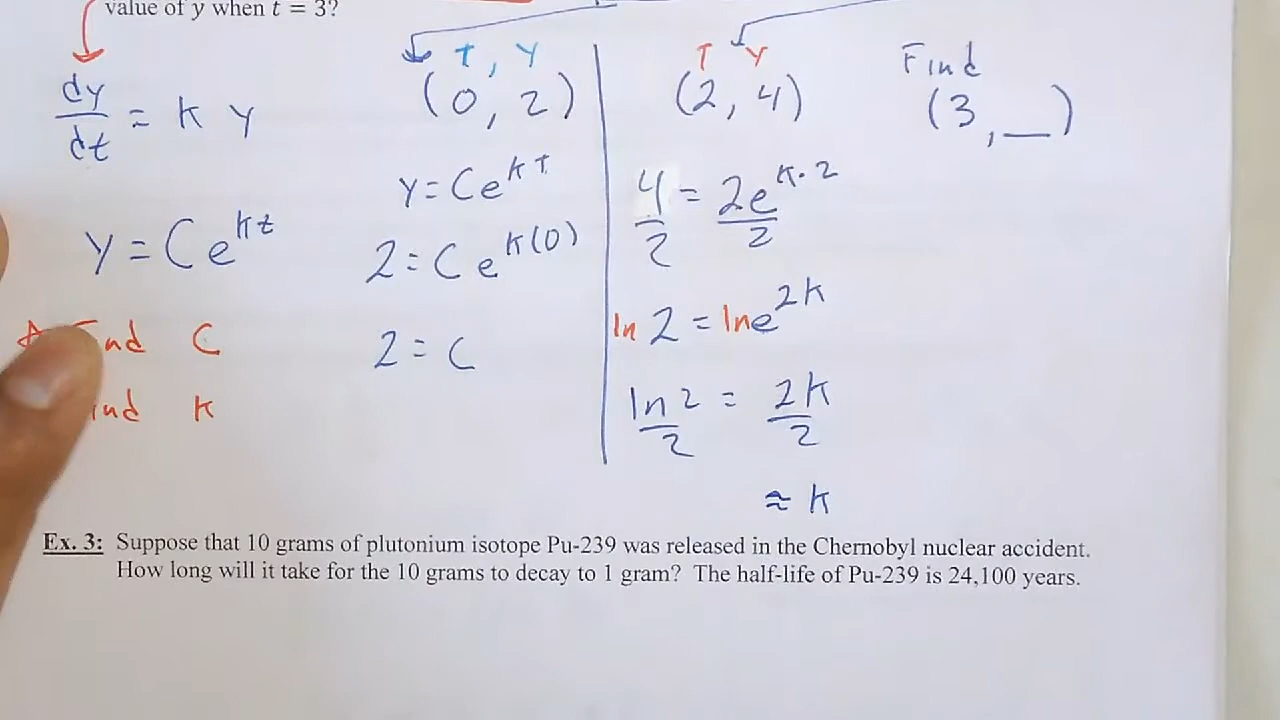 value of y when t = 3?
dy/dt = k y
y = Ce^kt
Find C
Find K
T, Y
(0, 2)
Y = Ce^kt
2 = Ce^k(0)
2 = C
T Y
(2, 4)
4/2 = 2e^k·2/2
ln 2 = ln e^2k
ln 2/2 = 2k/2
≈ k
Find
(3, __)
Ex. 3: Suppose that 10 grams of plutonium isotope Pu-239 was released in the Chernobyl nuclear accident.
How long will it take for the 10 grams to decay to 1 gram? The half-life of Pu-239 is 24,100 years.